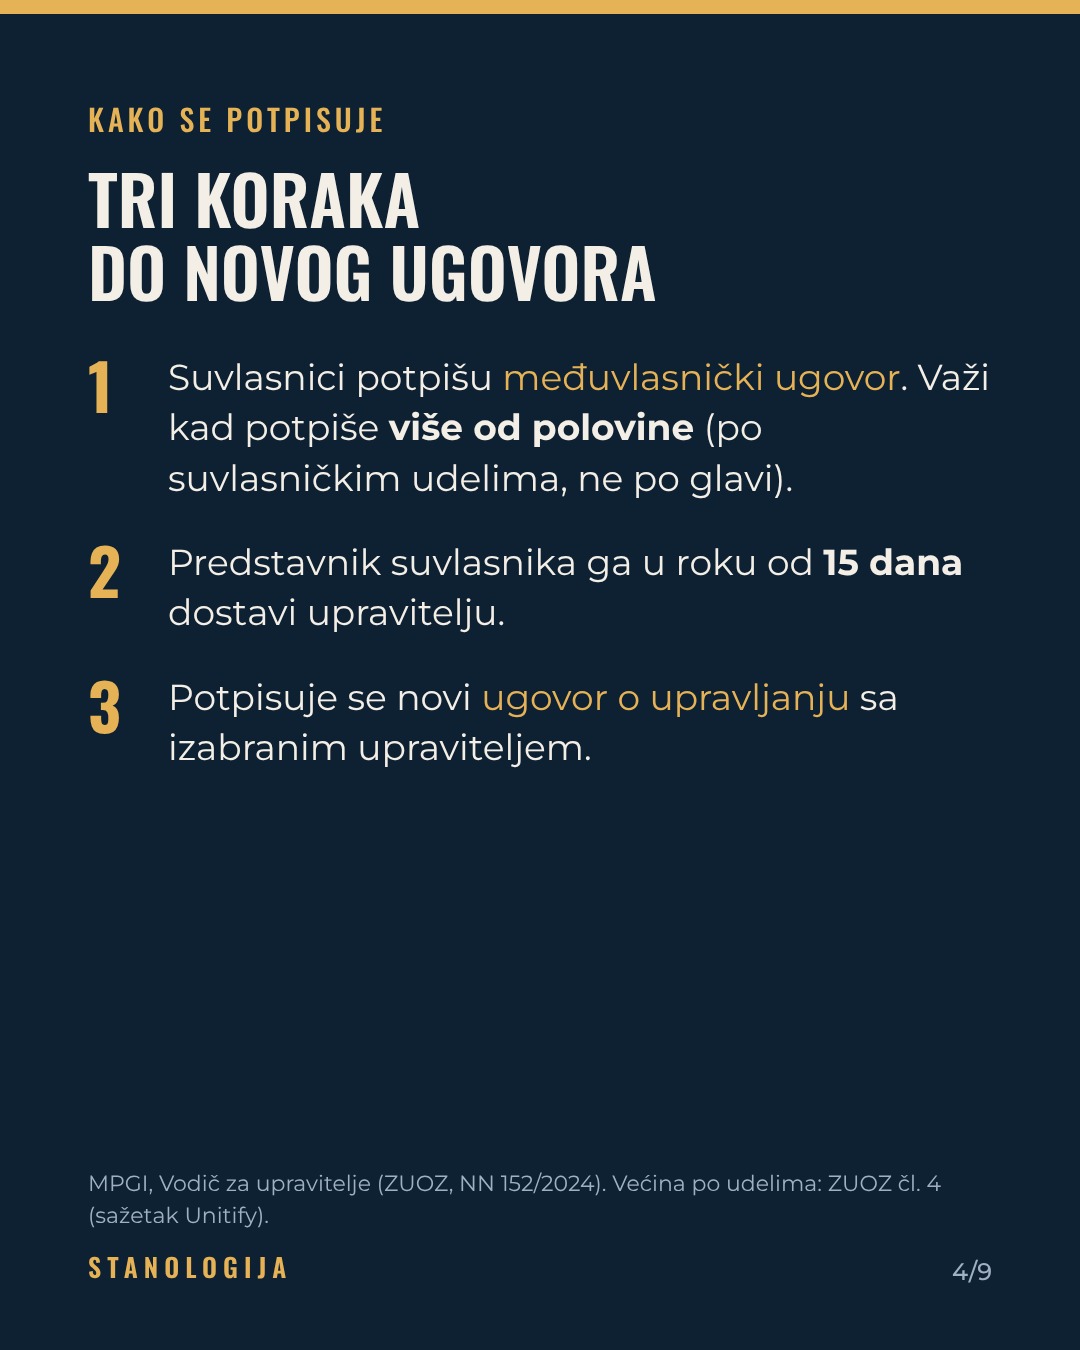 KAKO SE POTPISUJE
TRI KORAKA
DO NOVOG UGOVORA
1
Suvlasnici potpišu međuvlasnički ugovor. Važi
kad potpiše više od polovine (po
suvlasničkim udelima, ne po glavi).
2
Predstavnik suvlasnika ga u roku od 15 dana
dostavi upravitelju.
3
Potpisuje se novi ugovor o upravljanju sa
izabranim upraviteljem.
MPGI, Vodič za upravitelje (ZUOZ, NN 152/2024). Većina po udelima: ZUOZ čl. 4
(sažetak Unitify).
STANOLOGIJA
4/9